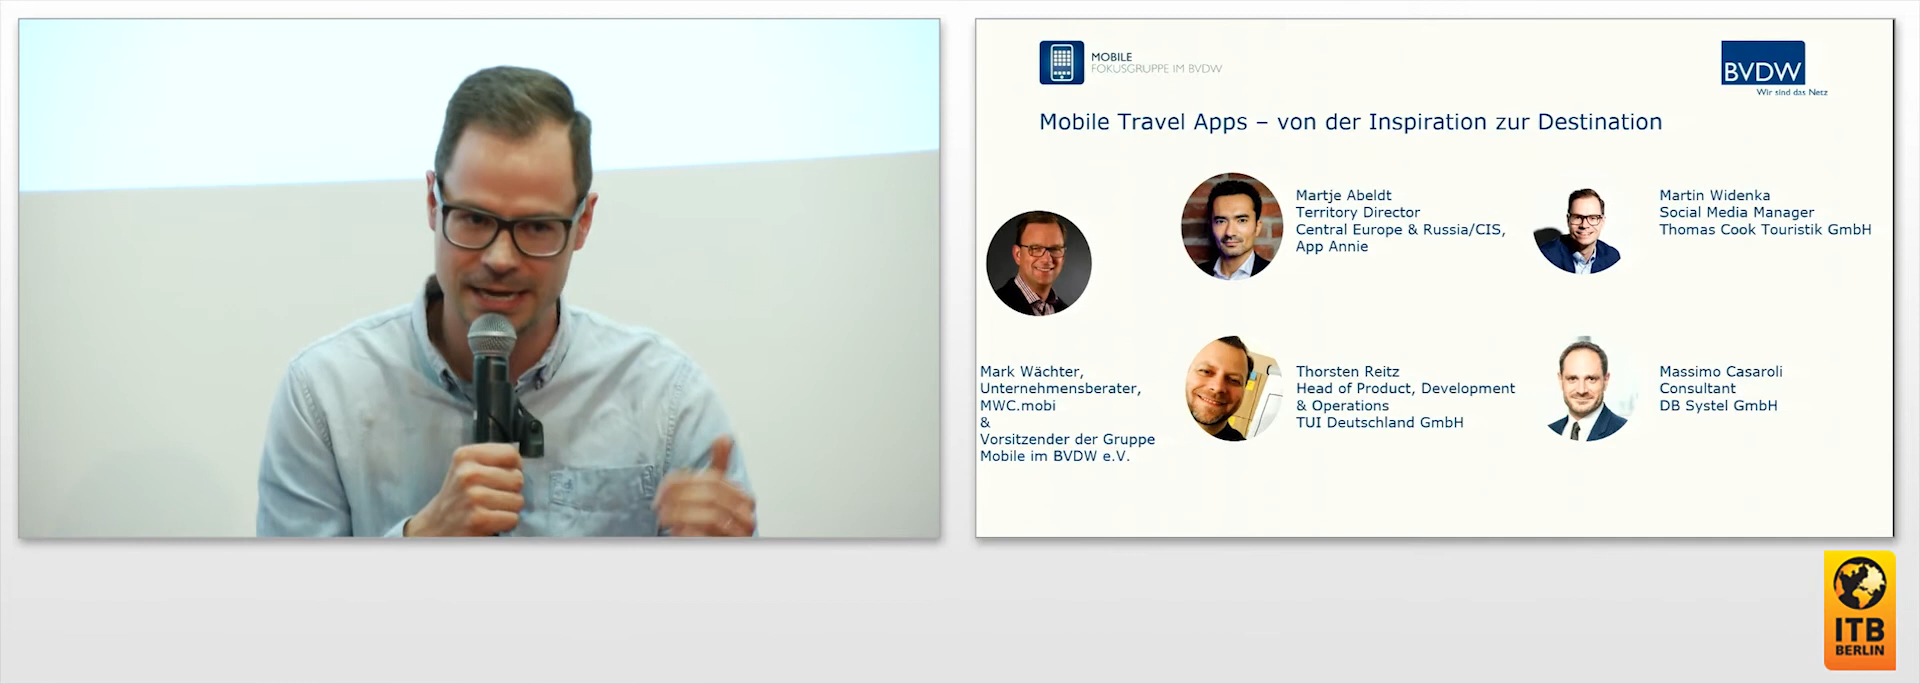 MOBILE
FOKUSGRUPPE IM BVDW
BVDW
Wir sind das Netz
Mobile Travel Apps – von der Inspiration zur Destination
Mark Wächter,
Unternehmensberater,
MWC.mobi
&
Vorsitzender der Gruppe
Mobile im BVDW e.V.
Martje Abeldt
Territory Director
Central Europe & Russia/CIS,
App Annie
Martin Widenka
Social Media Manager
Thomas Cook Touristik GmbH
Thorsten Reitz
Head of Product, Development
& Operations
TUI Deutschland GmbH
Massimo Casaroli
Consultant
DB Systel GmbH
ITB
BERLIN